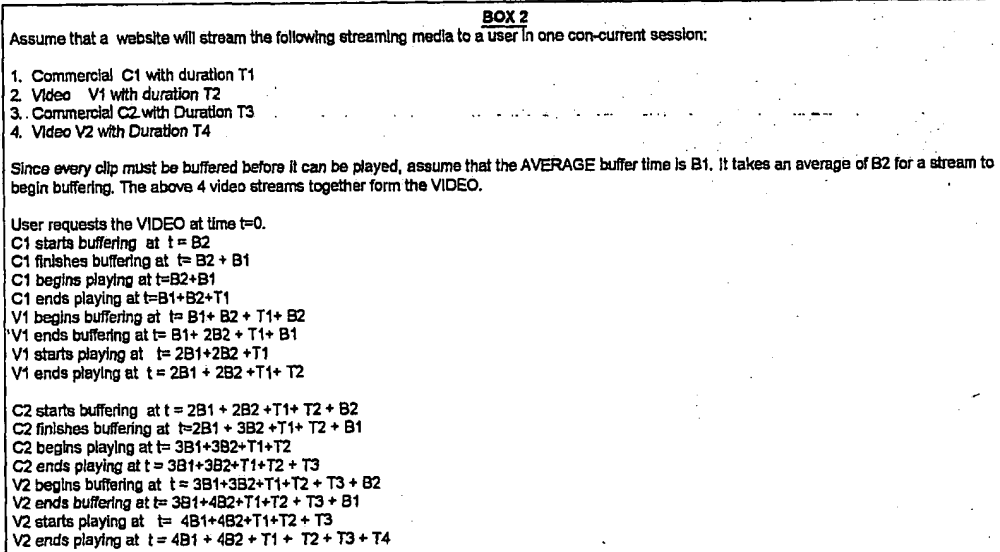 BOX 2
Assume that a website will stream the following streaming media to a user in one con-current session:
1. Commercial C1 with duration T1
2. Video V1 with duration T2
3. Commercial C2 with Duration T3
4. Video V2 with Duration T4
Since every clip must be buffered before it can be played, assume that the AVERAGE buffer time is B1. It takes an average of B2 for a stream to
begin buffering. The above 4 video streams together form the VIDEO.
User requests the VIDEO at time t=0.
C1 starts buffering at t = B2
C1 finishes buffering at t= B2 + B1
C1 begins playing at t=B2+B1
C1 ends playing at t=B1+B2+T1
V1 begins buffering at t= B1+ B2 + T1+ B2
V1 ends buffering at t= B1+ 2B2 + T1+ B1
V1 starts playing at t= 2B1+2B2 +T1
V1 ends playing at t = 2B1 + 2B2 +T1+ T2
C2 starts buffering at t = 2B1 + 2B2 +T1+ T2 + B2
C2 finishes buffering at t=2B1 + 3B2 +T1+ T2 + B1
C2 begins playing at t= 3B1+3B2+T1+T2
C2 ends playing at t = 3B1+3B2+T1+T2 + T3
V2 begins buffering at t = 3B1+3B2+T1+T2 + T3 + B2
V2 ends buffering at t= 3B1+4B2+T1+T2 + T3 + B1
V2 starts playing at t= 4B1+4B2+T1+T2 + T3
V2 ends playing at t = 4B1 + 4B2 + T1 + T2 + T3 + T4